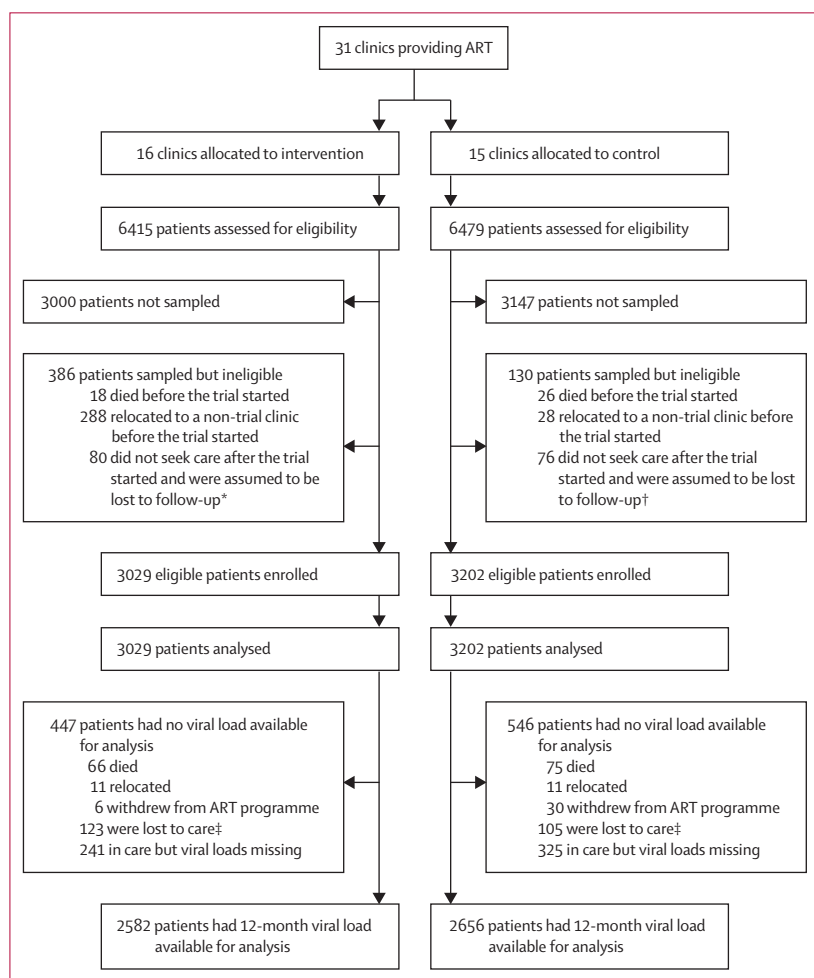 31 clinics providing ART
16 clinics allocated to intervention
15 clinics allocated to control
6415 patients assessed for eligibility
6479 patients assessed for eligibility
3000 patients not sampled
3147 patients not sampled
386 patients sampled but ineligible
18 died before the trial started
288 relocated to a non-trial clinic
before the trial started
80 did not seek care after the trial
started and were assumed to be
lost to follow-up*
130 patients sampled but ineligible
26 died before the trial started
28 relocated to a non-trial clinic before
the trial started
76 did not seek care after the trial
started and were assumed to be lost
to follow-up†
3029 eligible patients enrolled
3202 eligible patients enrolled
3029 patients analysed
3202 patients analysed
447 patients had no viral load available
for analysis
66 died
11 relocated
6 withdrew from ART programme
123 were lost to care‡
241 in care but viral loads missing
546 patients had no viral load available
for analysis
75 died
11 relocated
30 withdrew from ART programme
105 were lost to care‡
325 in care but viral loads missing
2582 patients had 12-month viral load
available for analysis
2656 patients had 12-month viral load
available for analysis